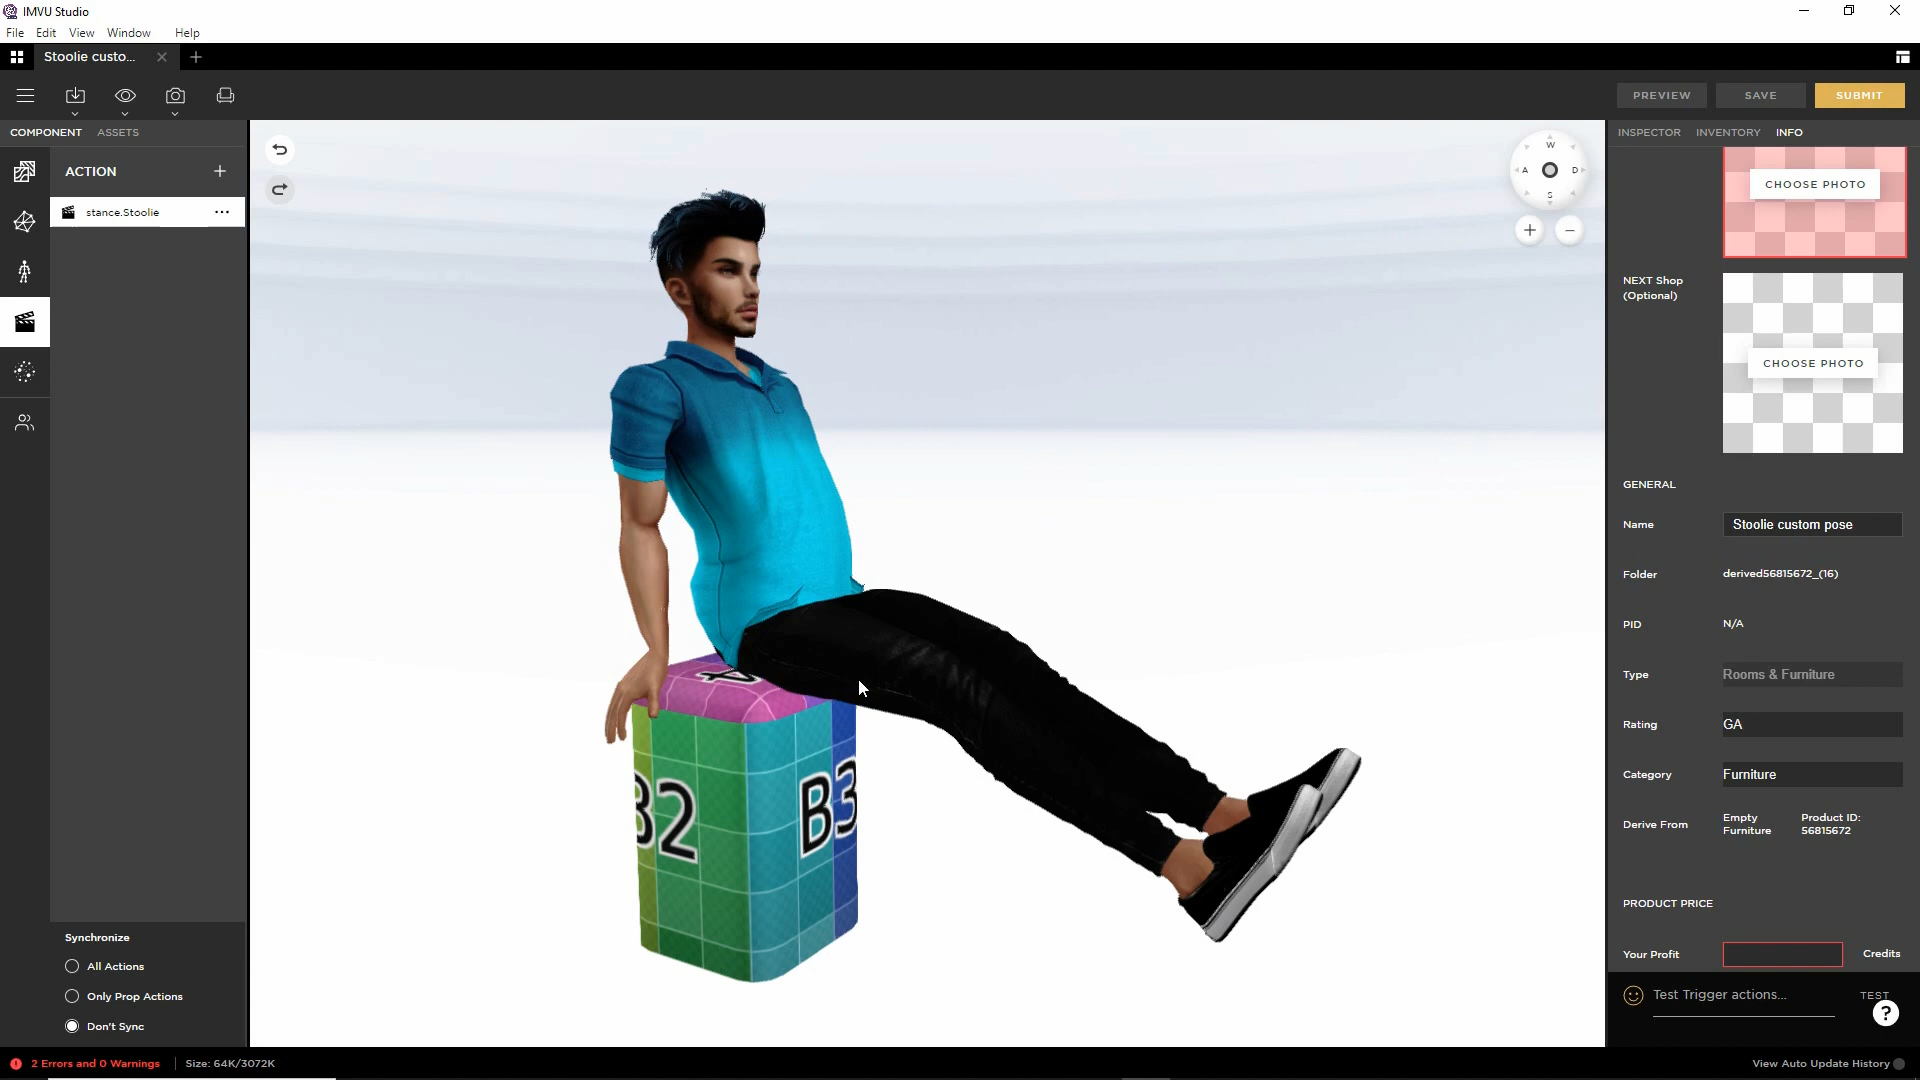 IMVU Studio
File Edit View Window Help
Stoolie custo...
PREVIEW SAVE SUBMIT
COMPONENT ASSETS
INSPECTOR INVENTORY INFO
ACTION
stance.Stoolie
W
A D
S
CHOOSE PHOTO
NEXT Shop
(Optional)
CHOOSE PHOTO
GENERAL
Name Stoolie custom pose
Folder derived56815672_(16)
PID N/A
Type Rooms & Furniture
Rating GA
Category Furniture
Derive From Empty Furniture Product ID: 56815672
PRODUCT PRICE
Your Profit Credits
Test Trigger actions... TEST
?
4
B2 B3
Synchronize
All Actions
Only Prop Actions
Don't Sync
2 Errors and 0 Warnings Size: 64K/3072K
View Auto Update History